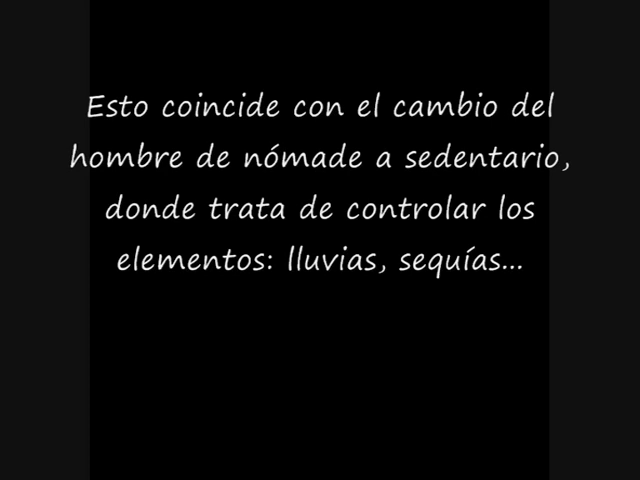 Esto coincide con el cambio del
hombre de nómade a sedentario,
donde trata de controlar los
elementos: lluvias, sequías...